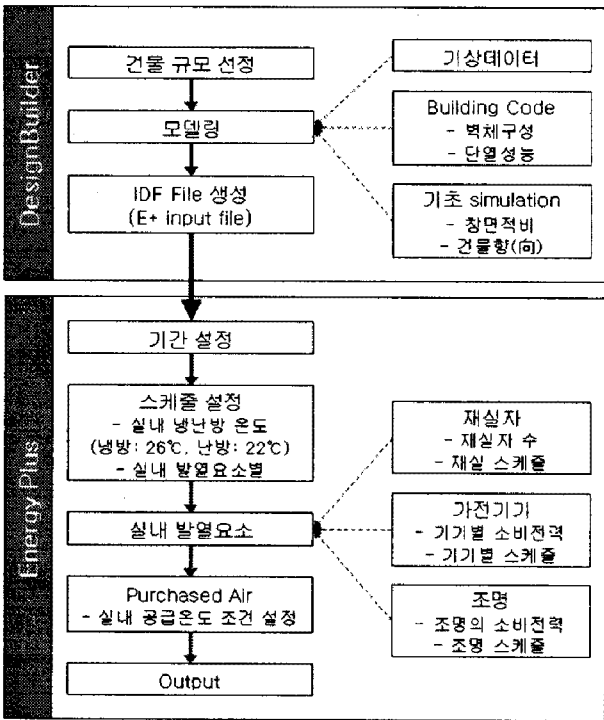 DesignBuilder
건물 규모 선정
모델링
IDF File 생성
(E+ input file)
기상데이터
Building Code
- 벽체구성
- 단열성능
기초 simulation
- 창면적비
- 건물향(向)
Energy Plus
기간 설정
스케줄 설정
- 실내 냉난방 온도
(냉방: 26℃, 난방: 22℃)
- 실내 발열요소별
실내 발열요소
Purchased Air
- 실내 공급온도 조건 설정
Output
재실자
- 재실자 수
- 재실 스케줄
가전기기
- 기기별 소비전력
- 기기별 스케줄
조명
- 조명의 소비전력
- 조명 스케줄